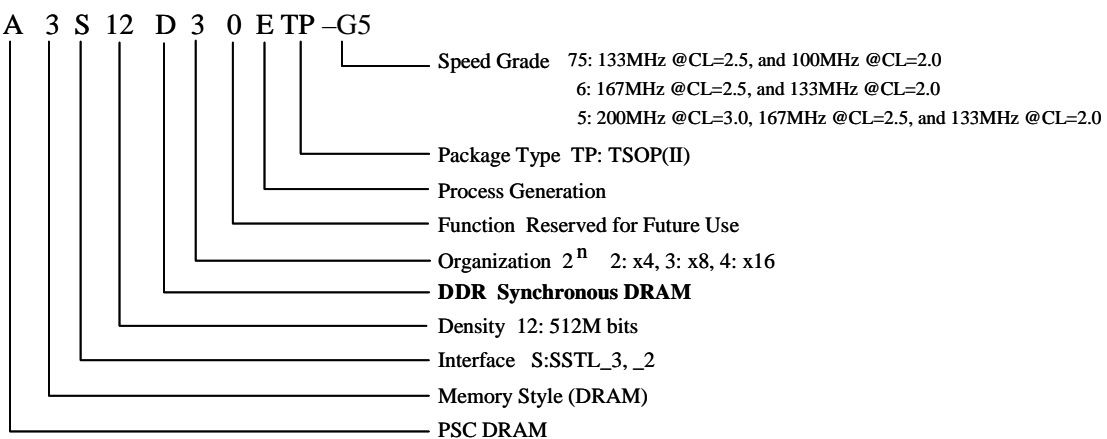 A 3 S 12 D 3 0 E TP –G5
Speed Grade 75: 133MHz @CL=2.5, and 100MHz @CL=2.0
6: 167MHz @CL=2.5, and 133MHz @CL=2.0
5: 200MHz @CL=3.0, 167MHz @CL=2.5, and 133MHz @CL=2.0
Package Type TP: TSOP(II)
Process Generation
Function Reserved for Future Use
Organization 2ⁿ 2: x4, 3: x8, 4: x16
DDR Synchronous DRAM
Density 12: 512M bits
Interface S:SSTL_3, _2
Memory Style (DRAM)
PSC DRAM